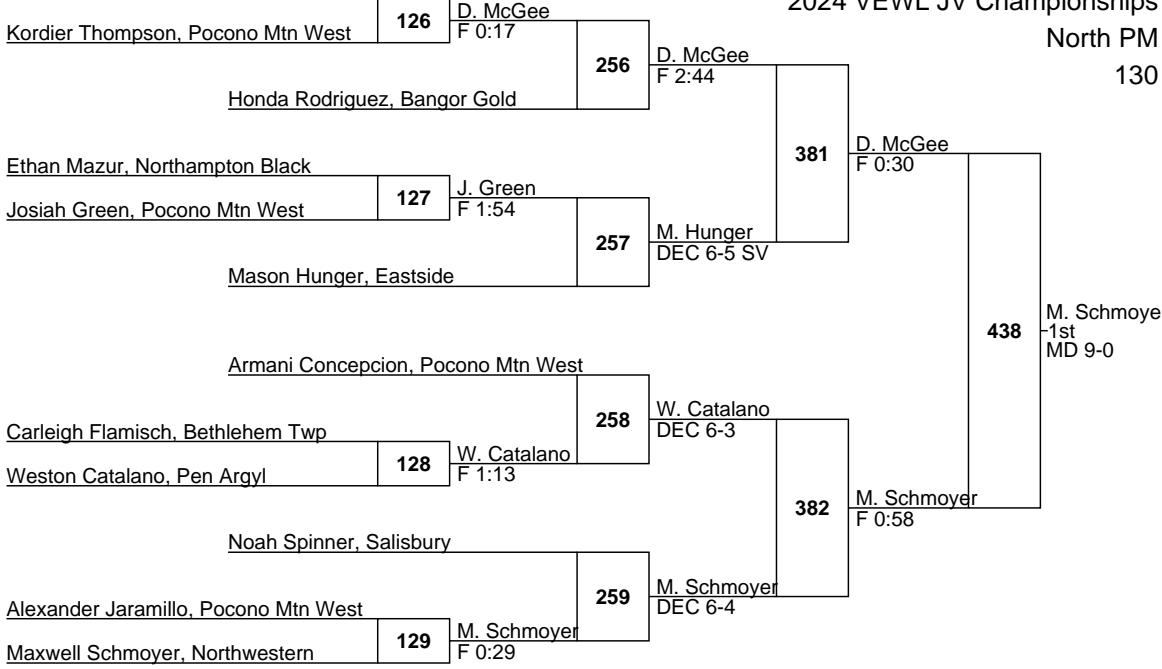 2024 VEWL JV Championships
North PM
130
Kordier Thompson, Pocono Mtn West
126
D. McGee
F 0:17
Honda Rodriguez, Bangor Gold
256
D. McGee
F 2:44
Ethan Mazur, Northampton Black
Josiah Green, Pocono Mtn West
127
J. Green
F 1:54
Mason Hunger, Eastside
257
M. Hunger
DEC 6-5 SV
381
D. McGee
F 0:30
Armani Concepcion, Pocono Mtn West
Carleigh Flamisch, Bethlehem Twp
Weston Catalano, Pen Argyl
128
W. Catalano
F 1:13
258
W. Catalano
DEC 6-3
Noah Spinner, Salisbury
Alexander Jaramillo, Pocono Mtn West
Maxwell Schmoyer, Northwestern
129
M. Schmoyer
F 0:29
259
M. Schmoyer
DEC 6-4
382
M. Schmoyer
F 0:58
438
M. Schmoye
1st
MD 9-0